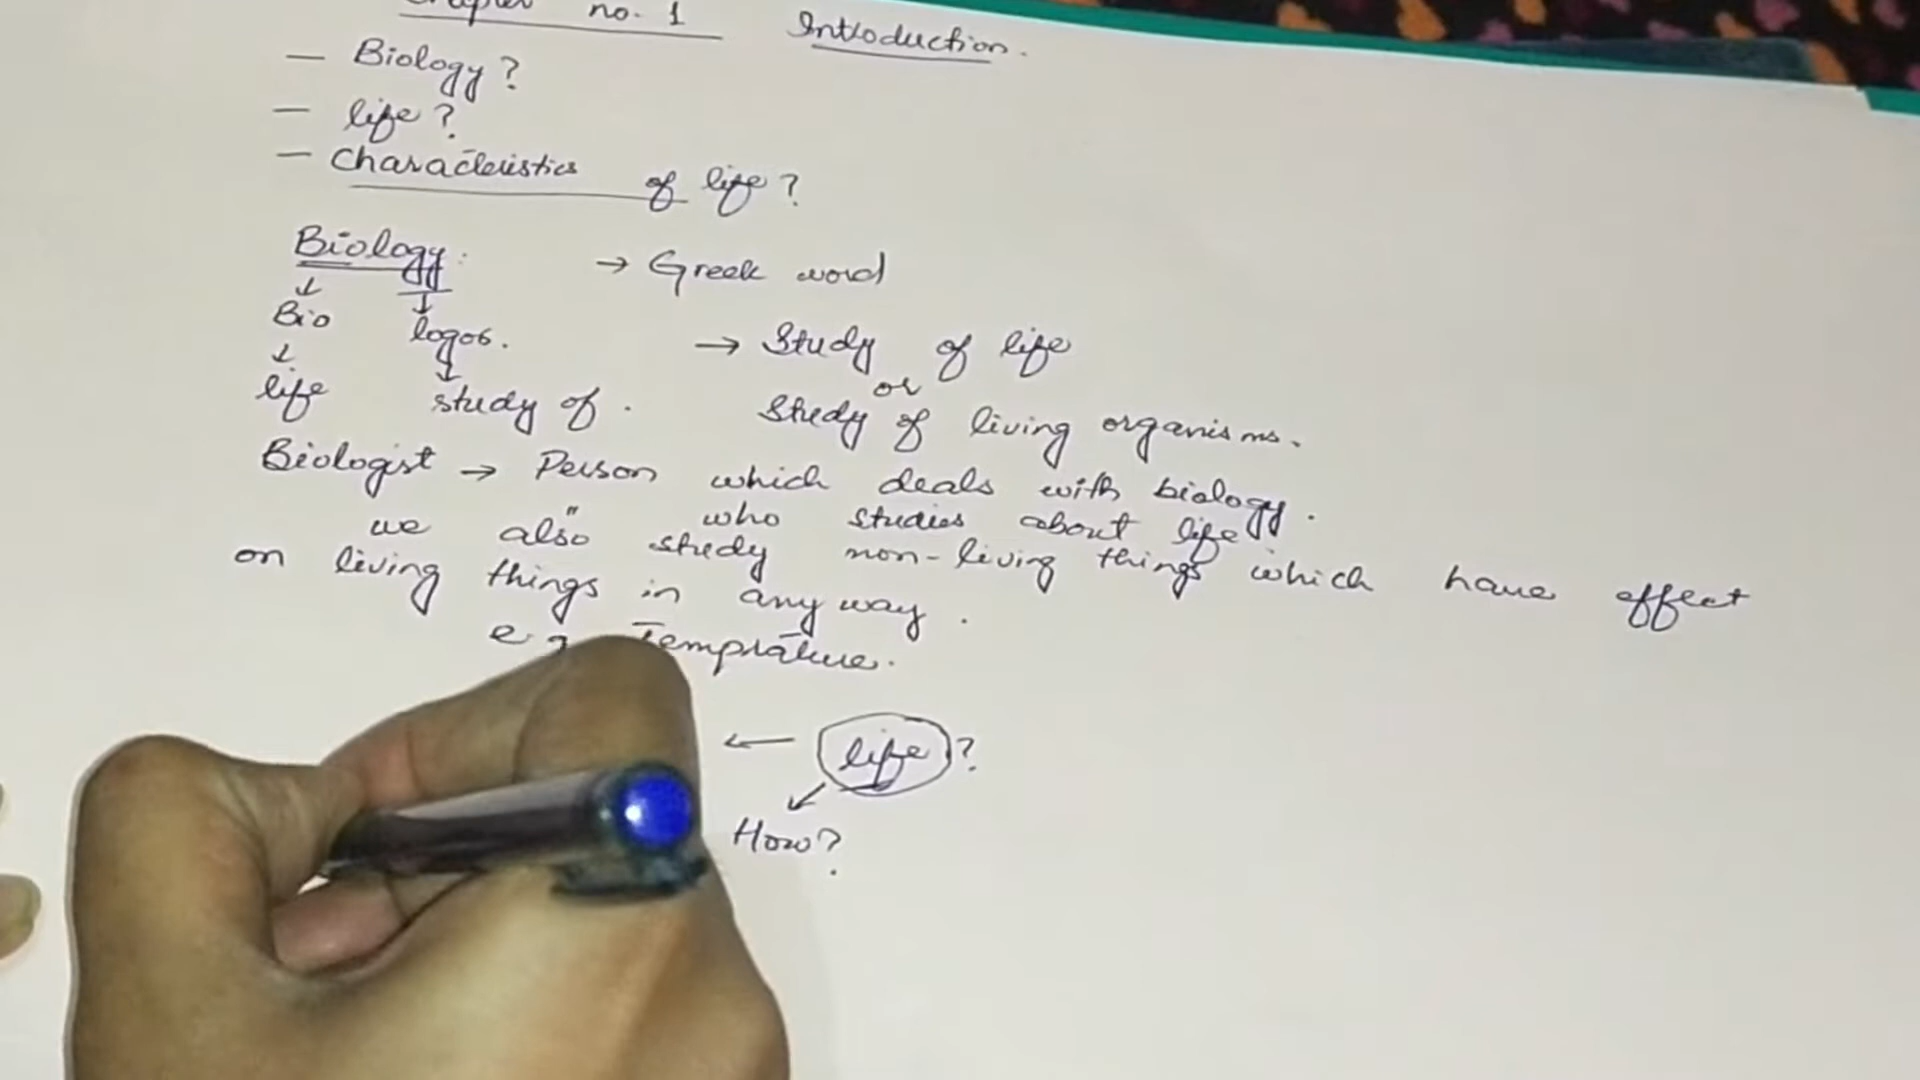 Chapter no. 1 Introduction.
— Biology?
— life?
— Characteristics of life?
Biology: → Greek word
↓ ↓
Bio logos. → Study of life
↓ ↓ or
life study of. Study of living organisms.
Biologist → Person which deals with biology.
" who studies about life
we also study non-living things which have effect
on living things in any way.
e.g Temprature.
← life?
↙
How?